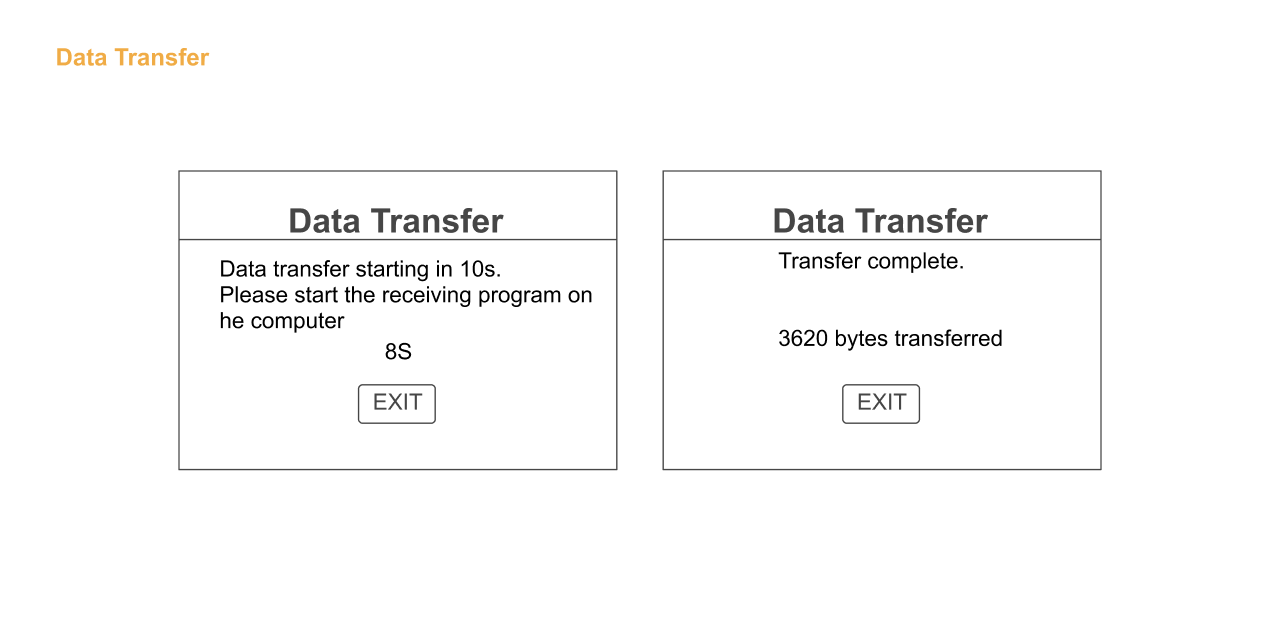 Data Transfer
Data Transfer
Data transfer starting in 10s.
Please start the receiving program on
he computer
8S
EXIT
Data Transfer
Transfer complete.
3620 bytes transferred
EXIT